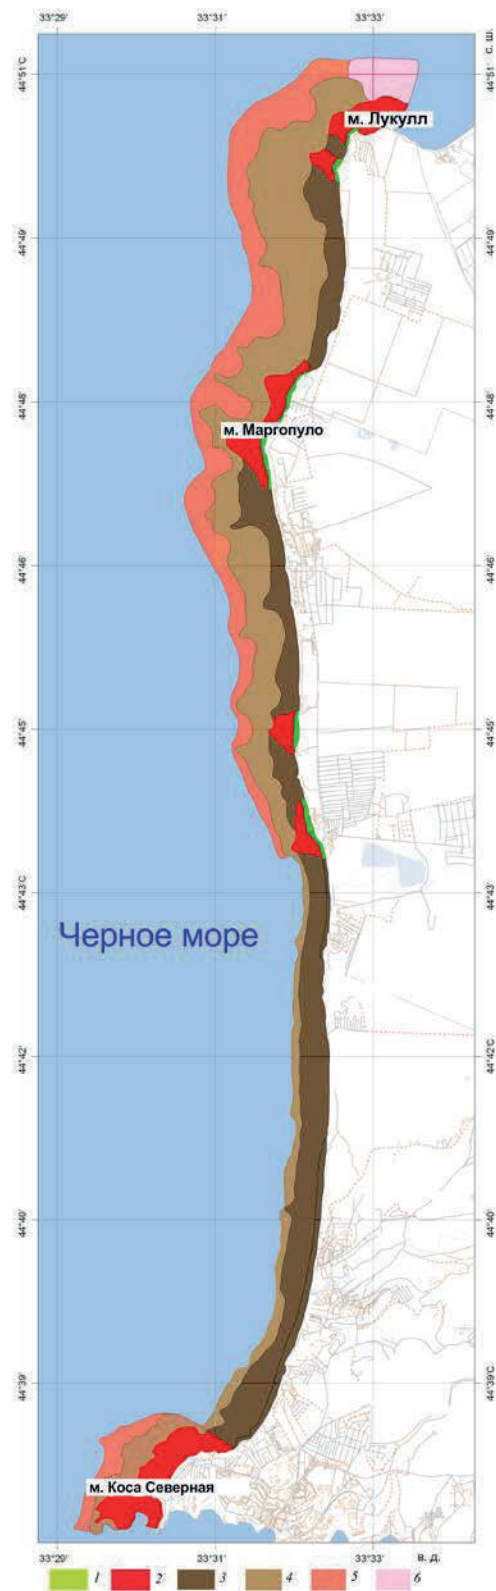 33°29' 33°31' 33°33'
с. ш.
44°51'С 44°51'
м. Лукулл
44°49' 44°49'
44°48' 44°48'
м. Маргопуло
44°46' 44°46'
44°45' 44°45'
44°43'С 44°43'
Черное море
44°42' 44°42'С
44°40' 44°40'
44°39' 44°39'С
м. Коса Северная
33°29' 33°31' 33°33' в. д.
1 2 3 4 5 6